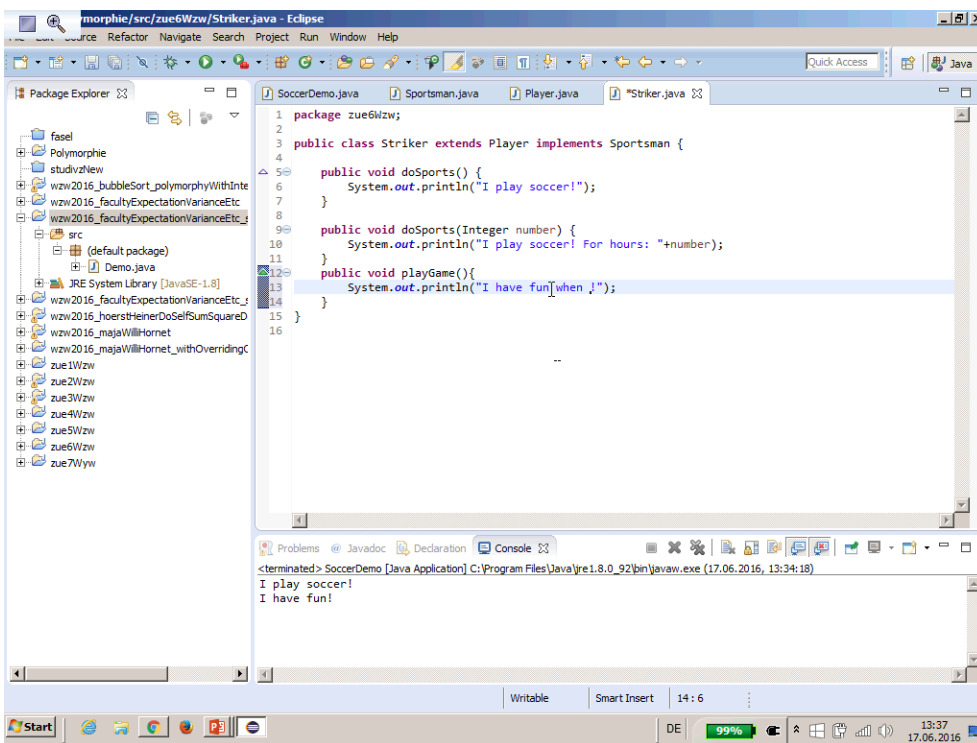 morphie/src/zue6Wzw/Striker.java - Eclipse
Refactor Navigate Search Project Run Window Help
Quick Access
Java
Package Explorer
SoccerDemo.java
Sportsman.java
Player.java
*Striker.java
fasel
Polymorphie
studivzNew
wzw2016_bubbleSort_polymorphyWithInte
wzw2016_facultyExpectationVarianceEtc
wzw2016_facultyExpectationVarianceEtc_s
src
(default package)
Demo.java
JRE System Library [JavaSE-1.8]
wzw2016_facultyExpectationVarianceEtc_s
wzw2016_hoerstHeinerDoSelfSumSquareD
wzw2016_majaWilliHornet
wzw2016_majaWilliHornet_withOverridingC
zue1Wzw
zue2Wzw
zue3Wzw
zue4Wzw
zue5Wzw
zue6Wzw
zue7Wyw
1 package zue6Wzw;
2
3 public class Striker extends Player implements Sportsman {
4
5 public void doSports() {
6 System.out.println("I play soccer!");
7 }
8
9 public void doSports(Integer number) {
10 System.out.println("I play soccer! For hours: "+number);
11 }
12 public void playGame(){
13 System.out.println("I have fun when !");
14 }
15 }
16
Problems @ Javadoc Declaration Console
<terminated> SoccerDemo [Java Application] C:\Program Files\Java\jre1.8.0_92\bin\javaw.exe (17.06.2016, 13:34:18)
I play soccer!
I have fun!
Writable
Smart Insert
14 : 6
Start
DE
99%
13:37
17.06.2016